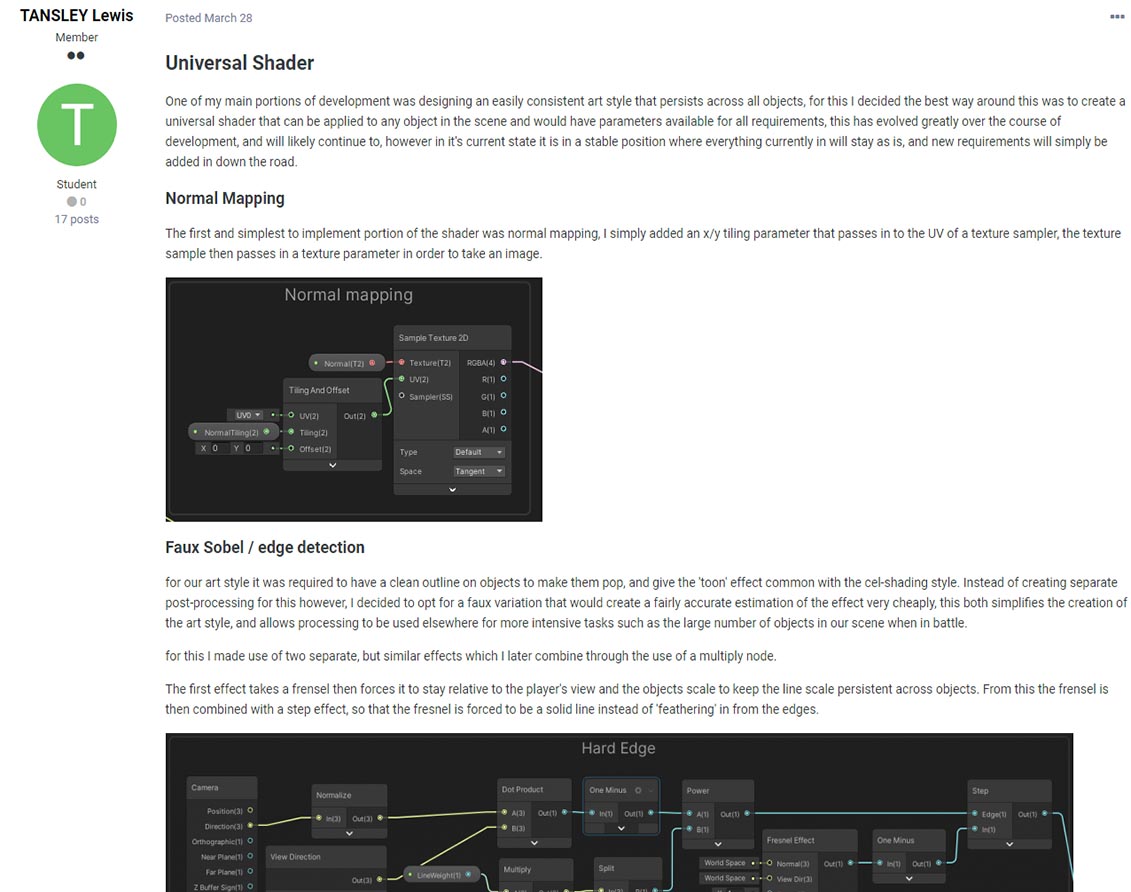 TANSLEY Lewis
Member
T
Student
0
17 posts
Posted March 28
Universal Shader
One of my main portions of development was designing an easily consistent art style that persists across all objects, for this I decided the best way around this was to create a
universal shader that can be applied to any object in the scene and would have parameters available for all requirements, this has evolved greatly over the course of
development, and will likely continue to, however in it's current state it is in a stable position where everything currently in will stay as is, and new requirements will simply be
added in down the road.
Normal Mapping
The first and simplest to implement portion of the shader was normal mapping, I simply added an x/y tiling parameter that passes in to the UV of a texture sampler, the texture
sample then passes in a texture parameter in order to take an image.
Normal mapping
Sample Texture 2D
Normal(T2)
Texture(T2) RGBA(4)
UV(2) R(1)
Sampler(SS) G(1)
B(1)
A(1)
Type Default
Space Tangent
Tiling And Offset
UV0
UV(2) Out(2)
NormalTiling(2)
Tiling(2)
X 0 Y 0
Offset(2)
Faux Sobel / edge detection
for our art style it was required to have a clean outline on objects to make them pop, and give the 'toon' effect common with the cel-shading style. Instead of creating separate
post-processing for this however, I decided to opt for a faux variation that would create a fairly accurate estimation of the effect very cheaply, this both simplifies the creation of
the art style, and allows processing to be used elsewhere for more intensive tasks such as the large number of objects in our scene when in battle.
for this I made use of two separate, but similar effects which I later combine through the use of a multiply node.
The first effect takes a frensel then forces it to stay relative to the player's view and the objects scale to keep the line scale persistent across objects. From this the frensel is
then combined with a step effect, so that the fresnel is forced to be a solid line instead of 'feathering' in from the edges.
Hard Edge
Camera
Position(3)
Direction(3)
Orthographic(1)
Near Plane(1)
Far Plane(1)
Z Buffer Sign(1)
Normalize
In(3) Out(3)
View Direction
Out(3)
LineWeight(1)
Dot Product
A(3) Out(1)
B(3)
Multiply
One Minus
In(1) Out(1)
Split
Power
A(1) Out(1)
B(1)
Fresnel Effect
World Space
Normal(3) Out(1)
World Space
View Dir(3)
One Minus
In(1) Out(1)
Step
Edge(1) Out(1)
In(1)